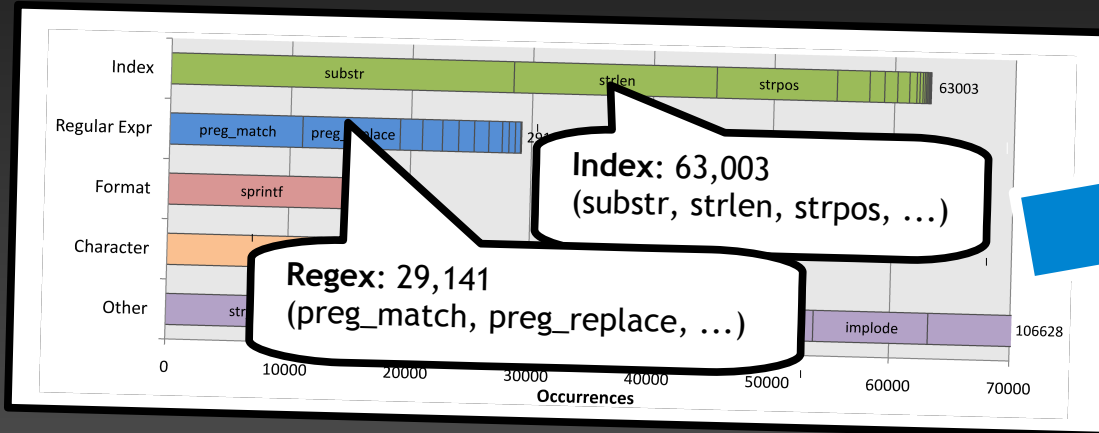 Index
substr
strlen
strpos
63003
Regular Expr
preg_match
Format
sprintf
Character
Other
implode
106628
Index: 63,003
(substr, strlen, strpos, ...)
Regex: 29,141
(preg_match, preg_replace, ...)
0
10000
20000
30000
40000
50000
60000
70000
Occurrences